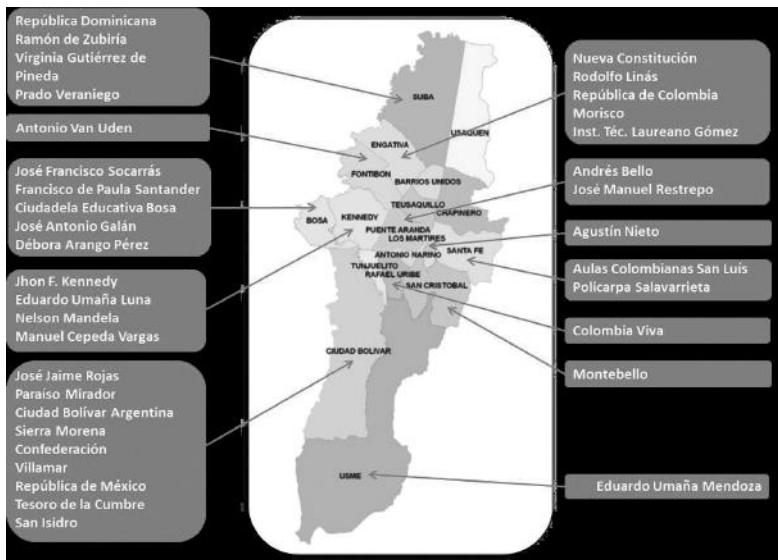 República Dominicana
Ramón de Zubiría
Virginia Gutiérrez de
Pineda
Prado Veraniego
Antonio Van Uden
José Francisco Socarrás
Francisco de Paula Santander
Ciudadela Educativa Bosa
José Antonio Galán
Débora Arango Pérez
Jhon F. Kennedy
Eduardo Umaña Luna
Nelson Mandela
Manuel Cepeda Vargas
José Jaime Rojas
Paraíso Mirador
Ciudad Bolívar Argentina
Sierra Morena
Confederación
Villamar
República de México
Tesoro de la Cumbre
San Isidro
SUBA
USAQUEN
ENGATIVA
FONTIBON
BARRIOS UNIDOS
TEUSAQUILLO
CHAPINERO
BOSA
KENNEDY
PUENTE ARANDA
LOS MARTIRES
ANTONIO NARINO
SANTA FE
TUNJUELITO
RAFAEL URIBE
SAN CRISTOBAL
CIUDAD BOLIVAR
USME
Nueva Constitución
Rodolfo Linás
República de Colombia
Morisco
Inst. Téc. Laureano Gómez
Andrés Bello
José Manuel Restrepo
Agustín Nieto
Aulas Colombianas San Luís
Policarpa Salavarrieta
Colombia Viva
Montebello
Eduardo Umaña Mendoza